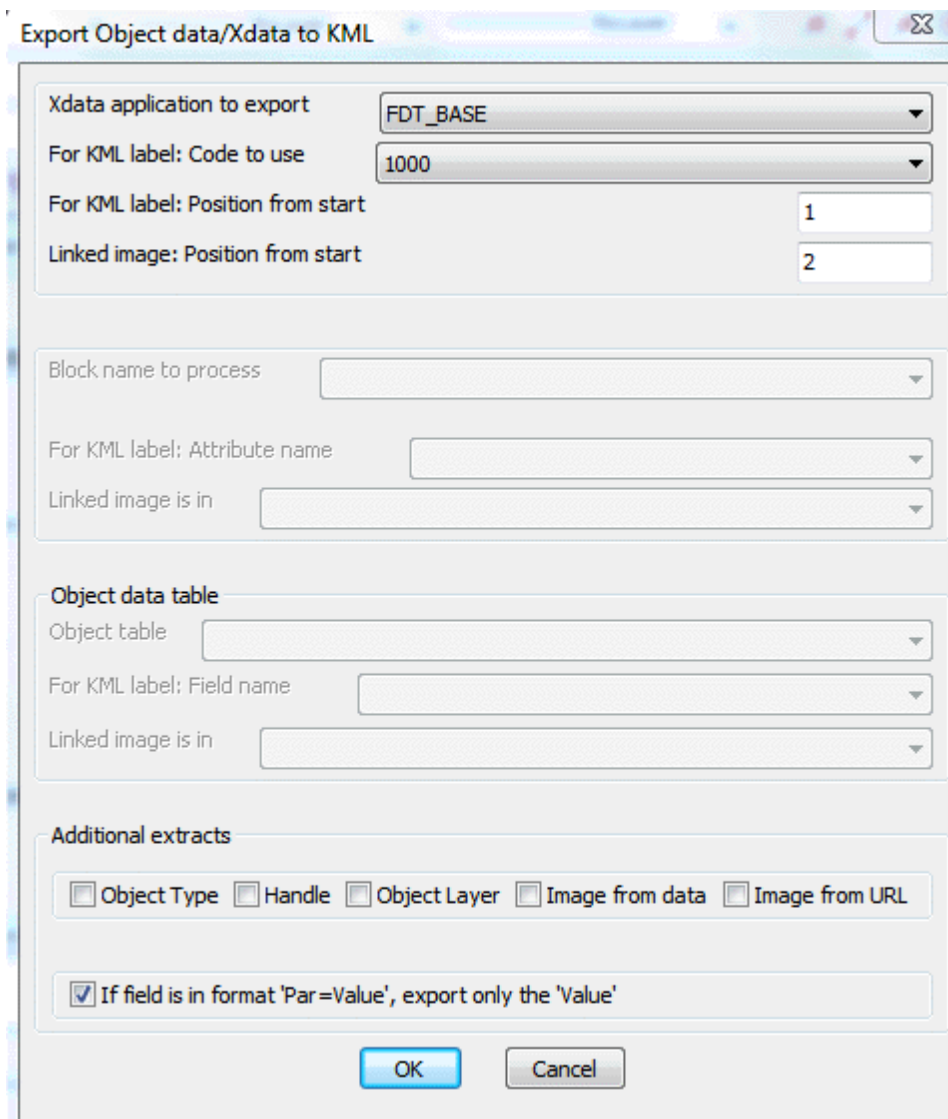 Export Object data/Xdata to KML
Xdata application to export FDT_BASE
For KML label: Code to use 1000
For KML label: Position from start 1
Linked image: Position from start 2
Block name to process
For KML label: Attribute name
Linked image is in
Object data table
Object table
For KML label: Field name
Linked image is in
Additional extracts
Object Type Handle Object Layer Image from data Image from URL
If field is in format 'Par=Value', export only the 'Value'
OK Cancel